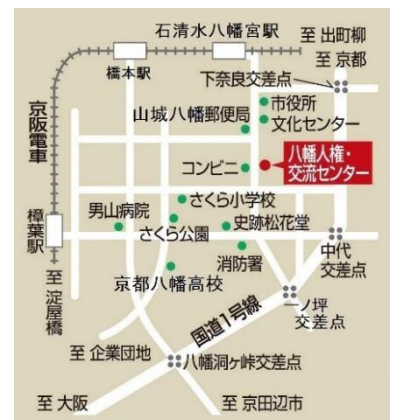 石清水八幡宮駅
至 出町柳
橋本駅
至 京都
下奈良交差点
市役所
山城八幡郵便局
文化センター
京阪電車
八幡人権・
交流センター
コンビニ
さくら小学校
男山病院
史跡松花堂
さくら公園
樟葉駅
消防署
中代
交差点
京都八幡高校
至 淀屋橋
国道1号線
一ノ坪
交差点
至 企業団地
八幡洞ヶ峠交差点
至 大阪
至 京田辺市